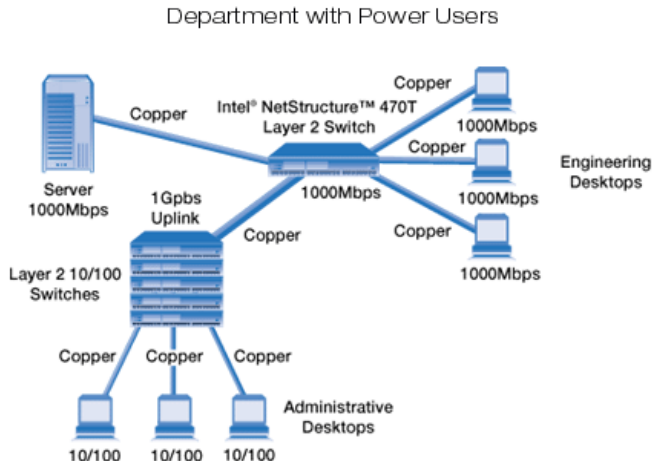 Department with Power Users
Copper
Intel® NetStructure™ 470T
Layer 2 Switch
Copper
1000Mbps
Copper
1000Mbps
Engineering
Desktops
Copper
1000Mbps
Server
1000Mbps
1Gpbs
Uplink
1000Mbps
Copper
Layer 2 10/100
Switches
Copper
Copper
Copper
Administrative
Desktops
10/100
10/100
10/100